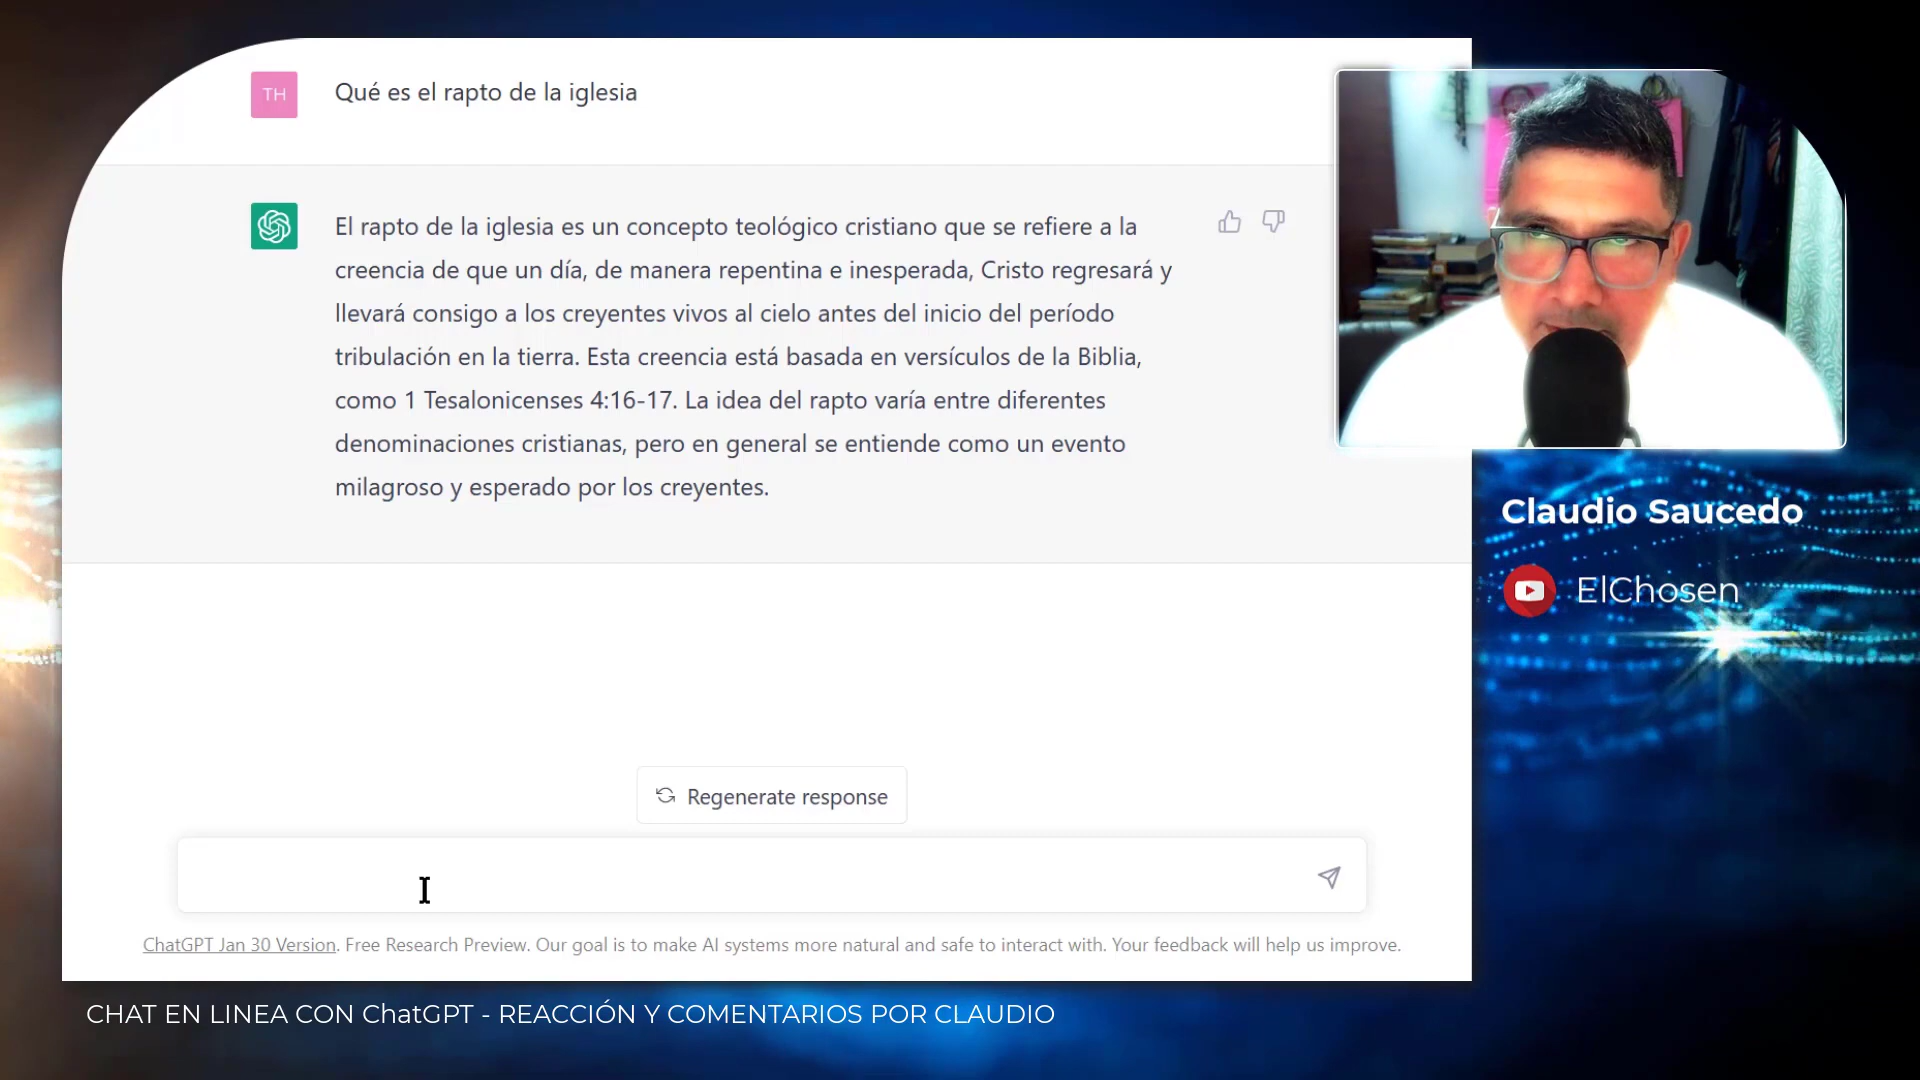 TH
Qué es el rapto de la iglesia
El rapto de la iglesia es un concepto teológico cristiano que se refiere a la
creencia de que un día, de manera repentina e inesperada, Cristo regresará y
llevará consigo a los creyentes vivos al cielo antes del inicio del período
tribulación en la tierra. Esta creencia está basada en versículos de la Biblia,
como 1 Tesalonicenses 4:16-17. La idea del rapto varía entre diferentes
denominaciones cristianas, pero en general se entiende como un evento
milagroso y esperado por los creyentes.
Claudio Saucedo
ElChosen
Regenerate response
ChatGPT Jan 30 Version. Free Research Preview. Our goal is to make AI systems more natural and safe to interact with. Your feedback will help us improve.
CHAT EN LINEA CON ChatGPT - REACCIÓN Y COMENTARIOS POR CLAUDIO